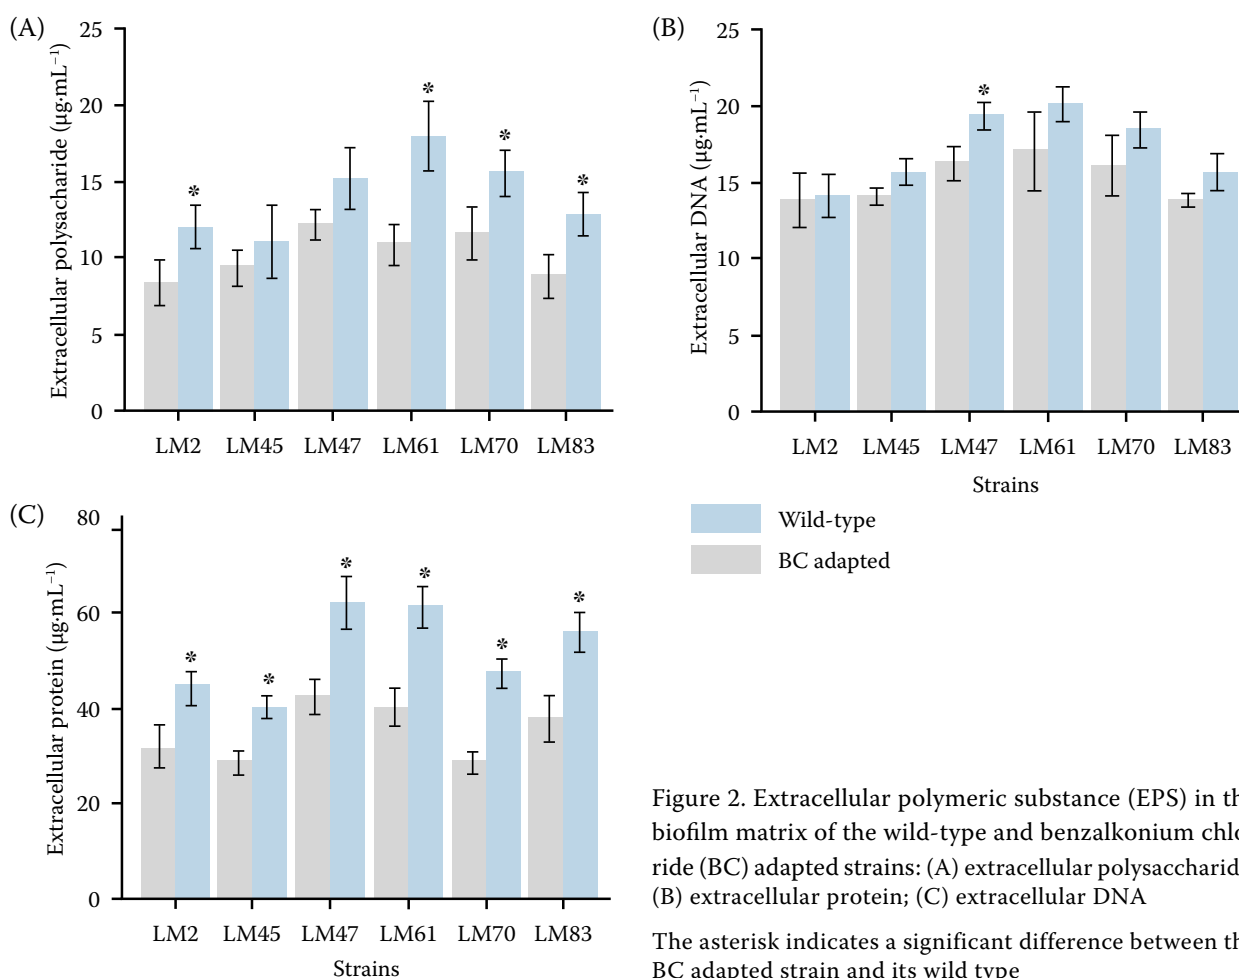 (A)
Extracellular polysacharide (µg·mL⁻¹)
25
20
15
10
5
0
* * * *
LM2 LM45 LM47 LM61 LM70 LM83
(B)
Extracellular DNA (µg·mL⁻¹)
25
20
15
10
5
0
*
LM2 LM45 LM47 LM61 LM70 LM83
Strains
Wild-type
BC adapted
(C)
Extracellular protein (µg·mL⁻¹)
80
60
40
20
0
* * * * * *
LM2 LM45 LM47 LM61 LM70 LM83
Strains
Figure 2. Extracellular polymeric substance (EPS) in th
biofilm matrix of the wild-type and benzalkonium chlo
ride (BC) adapted strains: (A) extracellular polysaccharid
(B) extracellular protein; (C) extracellular DNA
The asterisk indicates a significant difference between th
BC adapted strain and its wild type